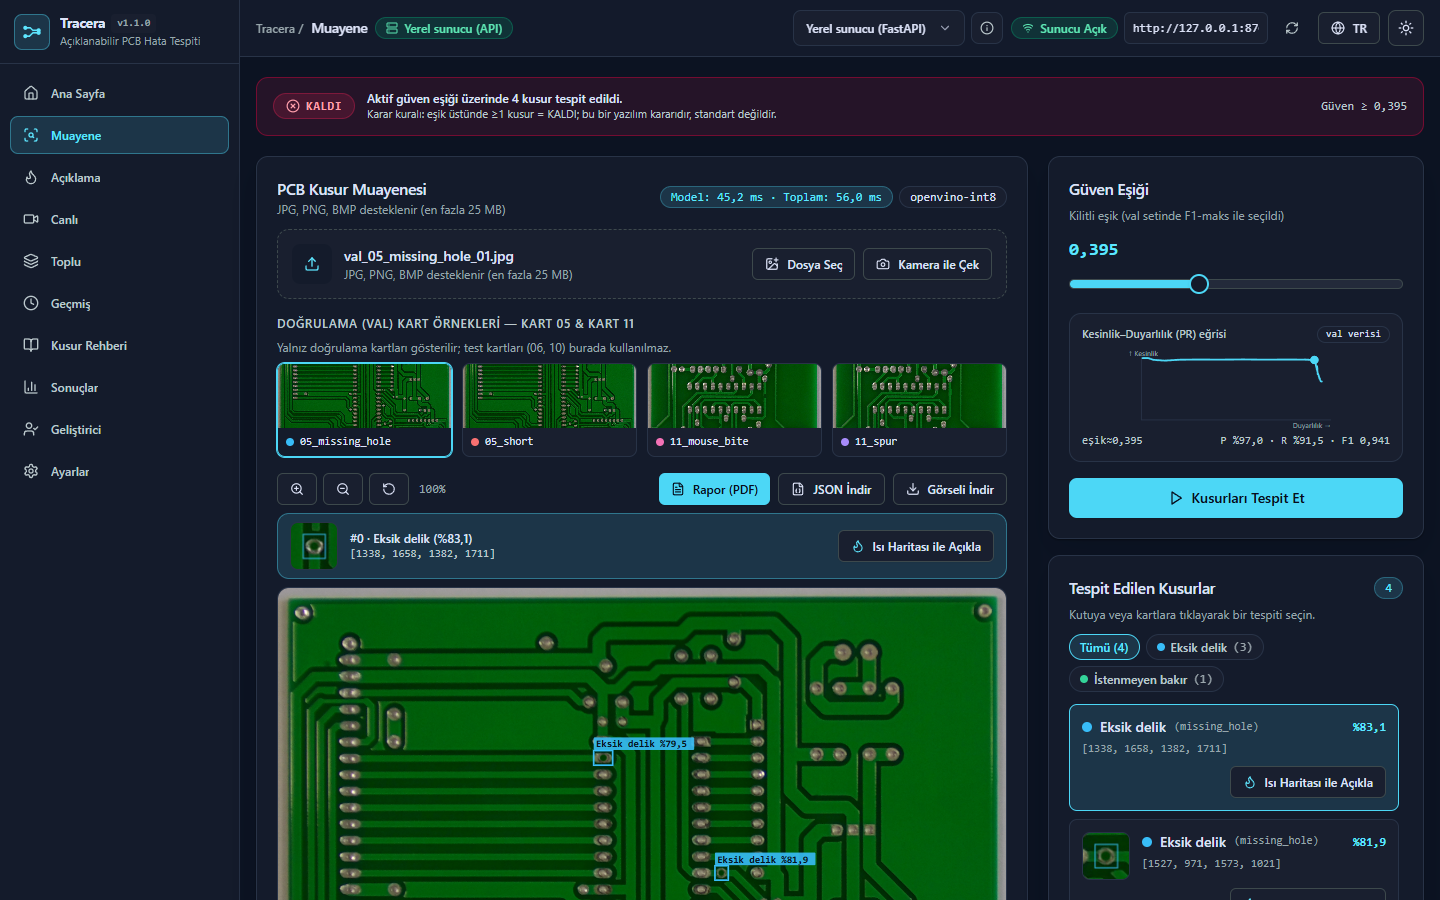 Tracera v1.1.0
Açıklanabilir PCB Hata Tespiti
Ana Sayfa
Muayene
Açıklama
Canlı
Toplu
Geçmiş
Kusur Rehberi
Sonuçlar
Geliştirici
Ayarlar
Tracera / Muayene
Yerel sunucu (API)
Yerel sunucu (FastAPI)
Sunucu Açık
http://127.0.0.1:87
TR
KALDI
Aktif güven eşiği üzerinde 4 kusur tespit edildi.
Karar kuralı: eşik üstünde ≥1 kusur = KALDI; bu bir yazılım kararıdır, standart değildir.
Güven ≥ 0,395
PCB Kusur Muayenesi
JPG, PNG, BMP desteklenir (en fazla 25 MB)
Model: 45,2 ms · Toplam: 56,0 ms
openvino-int8
val_05_missing_hole_01.jpg
JPG, PNG, BMP desteklenir (en fazla 25 MB)
Dosya Seç
Kamera ile Çek
DOĞRULAMA (VAL) KART ÖRNEKLERİ — KART 05 & KART 11
Yalnız doğrulama kartları gösterilir; test kartları (06, 10) burada kullanılmaz.
05_missing_hole
05_short
11_mouse_bite
11_spur
100%
Rapor (PDF)
JSON İndir
Görseli İndir
#0 · Eksik delik (%83,1)
[1338, 1658, 1382, 1711]
Isı Haritası ile Açıkla
Eksik delik %79,5
Eksik delik %81,9
Güven Eşiği
Kilitli eşik (val setinde F1-maks ile seçildi)
0,395
Kesinlik–Duyarlılık (PR) eğrisi
val verisi
↑ Kesinlik
Duyarlılık →
eşik≈0,395
P %97,0 · R %91,5 · F1 0,941
Kusurları Tespit Et
Tespit Edilen Kusurlar
4
Kutuya veya kartlara tıklayarak bir tespiti seçin.
Tümü (4)
Eksik delik (3)
İstenmeyen bakır (1)
Eksik delik (missing_hole) %83,1
[1338, 1658, 1382, 1711]
Isı Haritası ile Açıkla
Eksik delik (missing_hole) %81,9
[1527, 971, 1573, 1021]